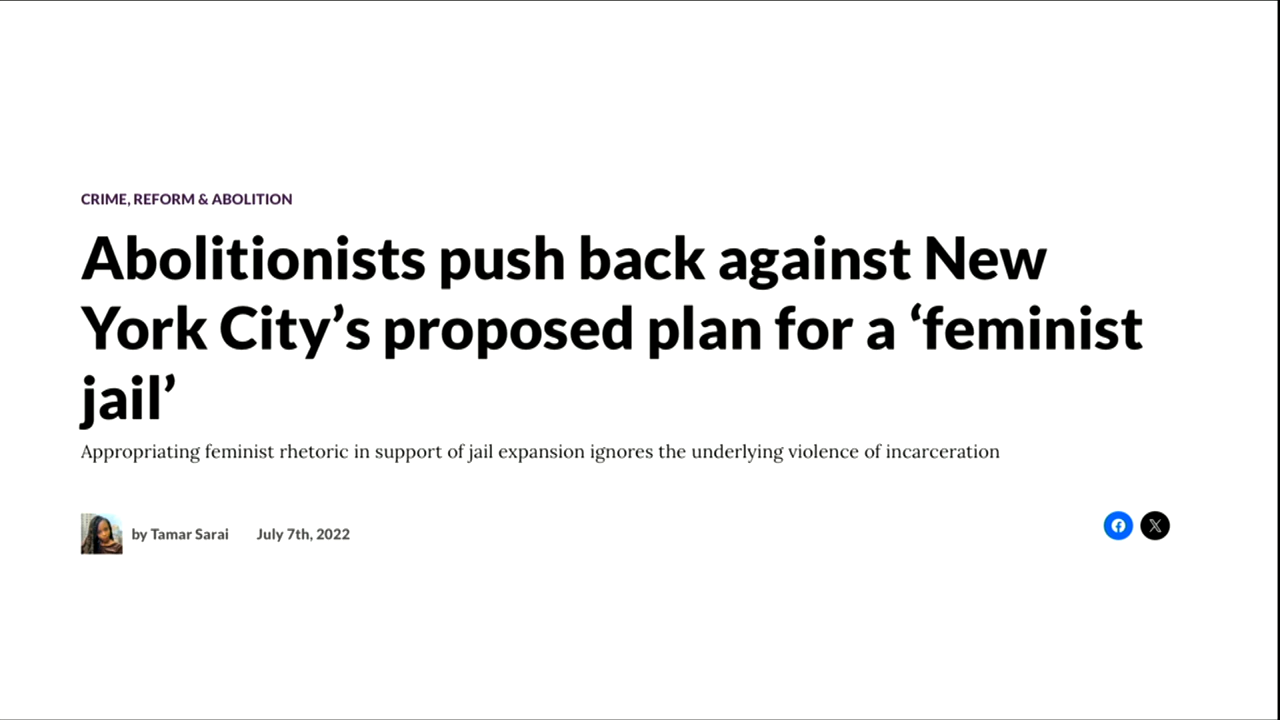 CRIME, REFORM & ABOLITION
Abolitionists push back against New
York City’s proposed plan for a ‘feminist
jail’
Appropriating feminist rhetoric in support of jail expansion ignores the underlying violence of incarceration
by Tamar Sarai July 7th, 2022